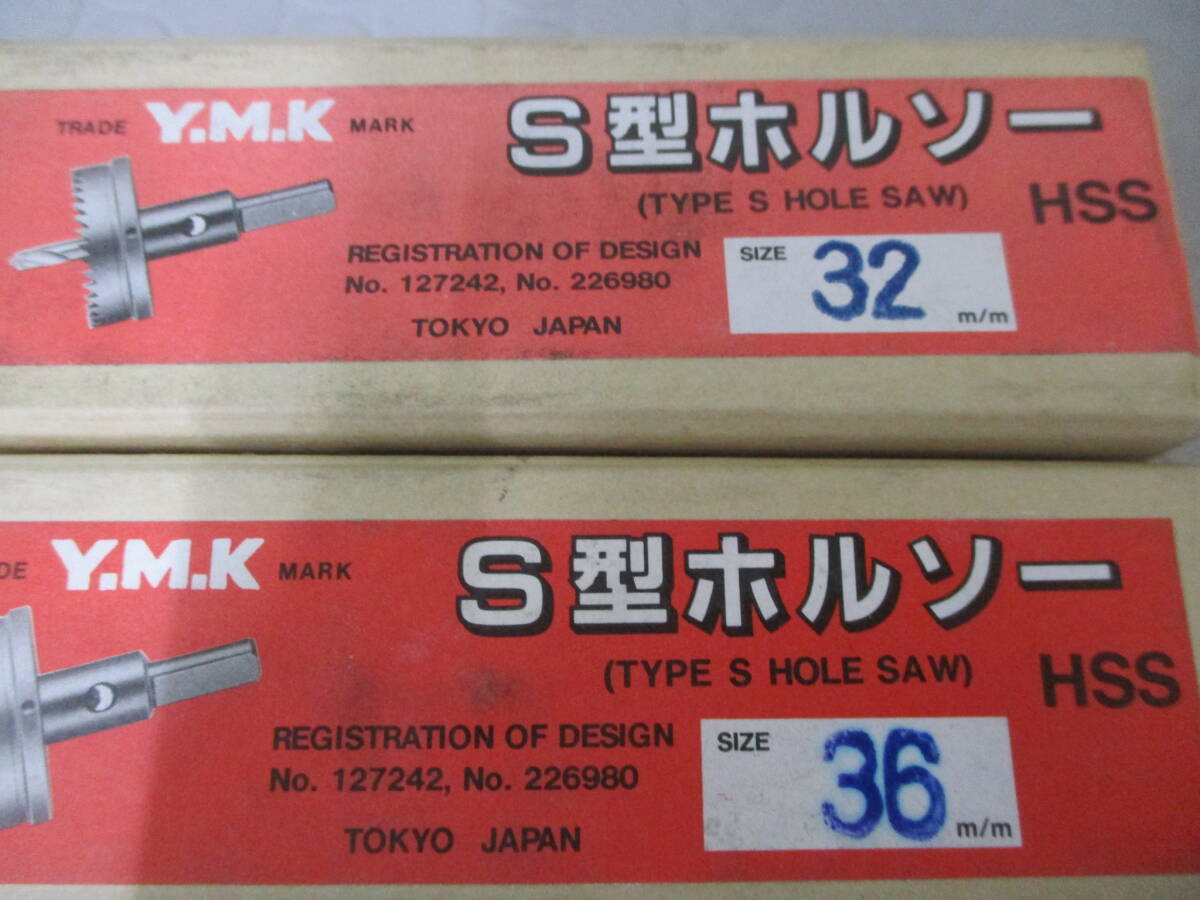 TRADE Y.M.K MARK
S型ホルソー
(TYPE S HOLE SAW)
HSS
REGISTRATION OF DESIGN
No. 127242, No. 226980
TOKYO JAPAN
SIZE 32 m/m
DE Y.M.K MARK
S型ホルソー
(TYPE S HOLE SAW)
HSS
REGISTRATION OF DESIGN
No. 127242, No. 226980
TOKYO JAPAN
SIZE 36 m/m